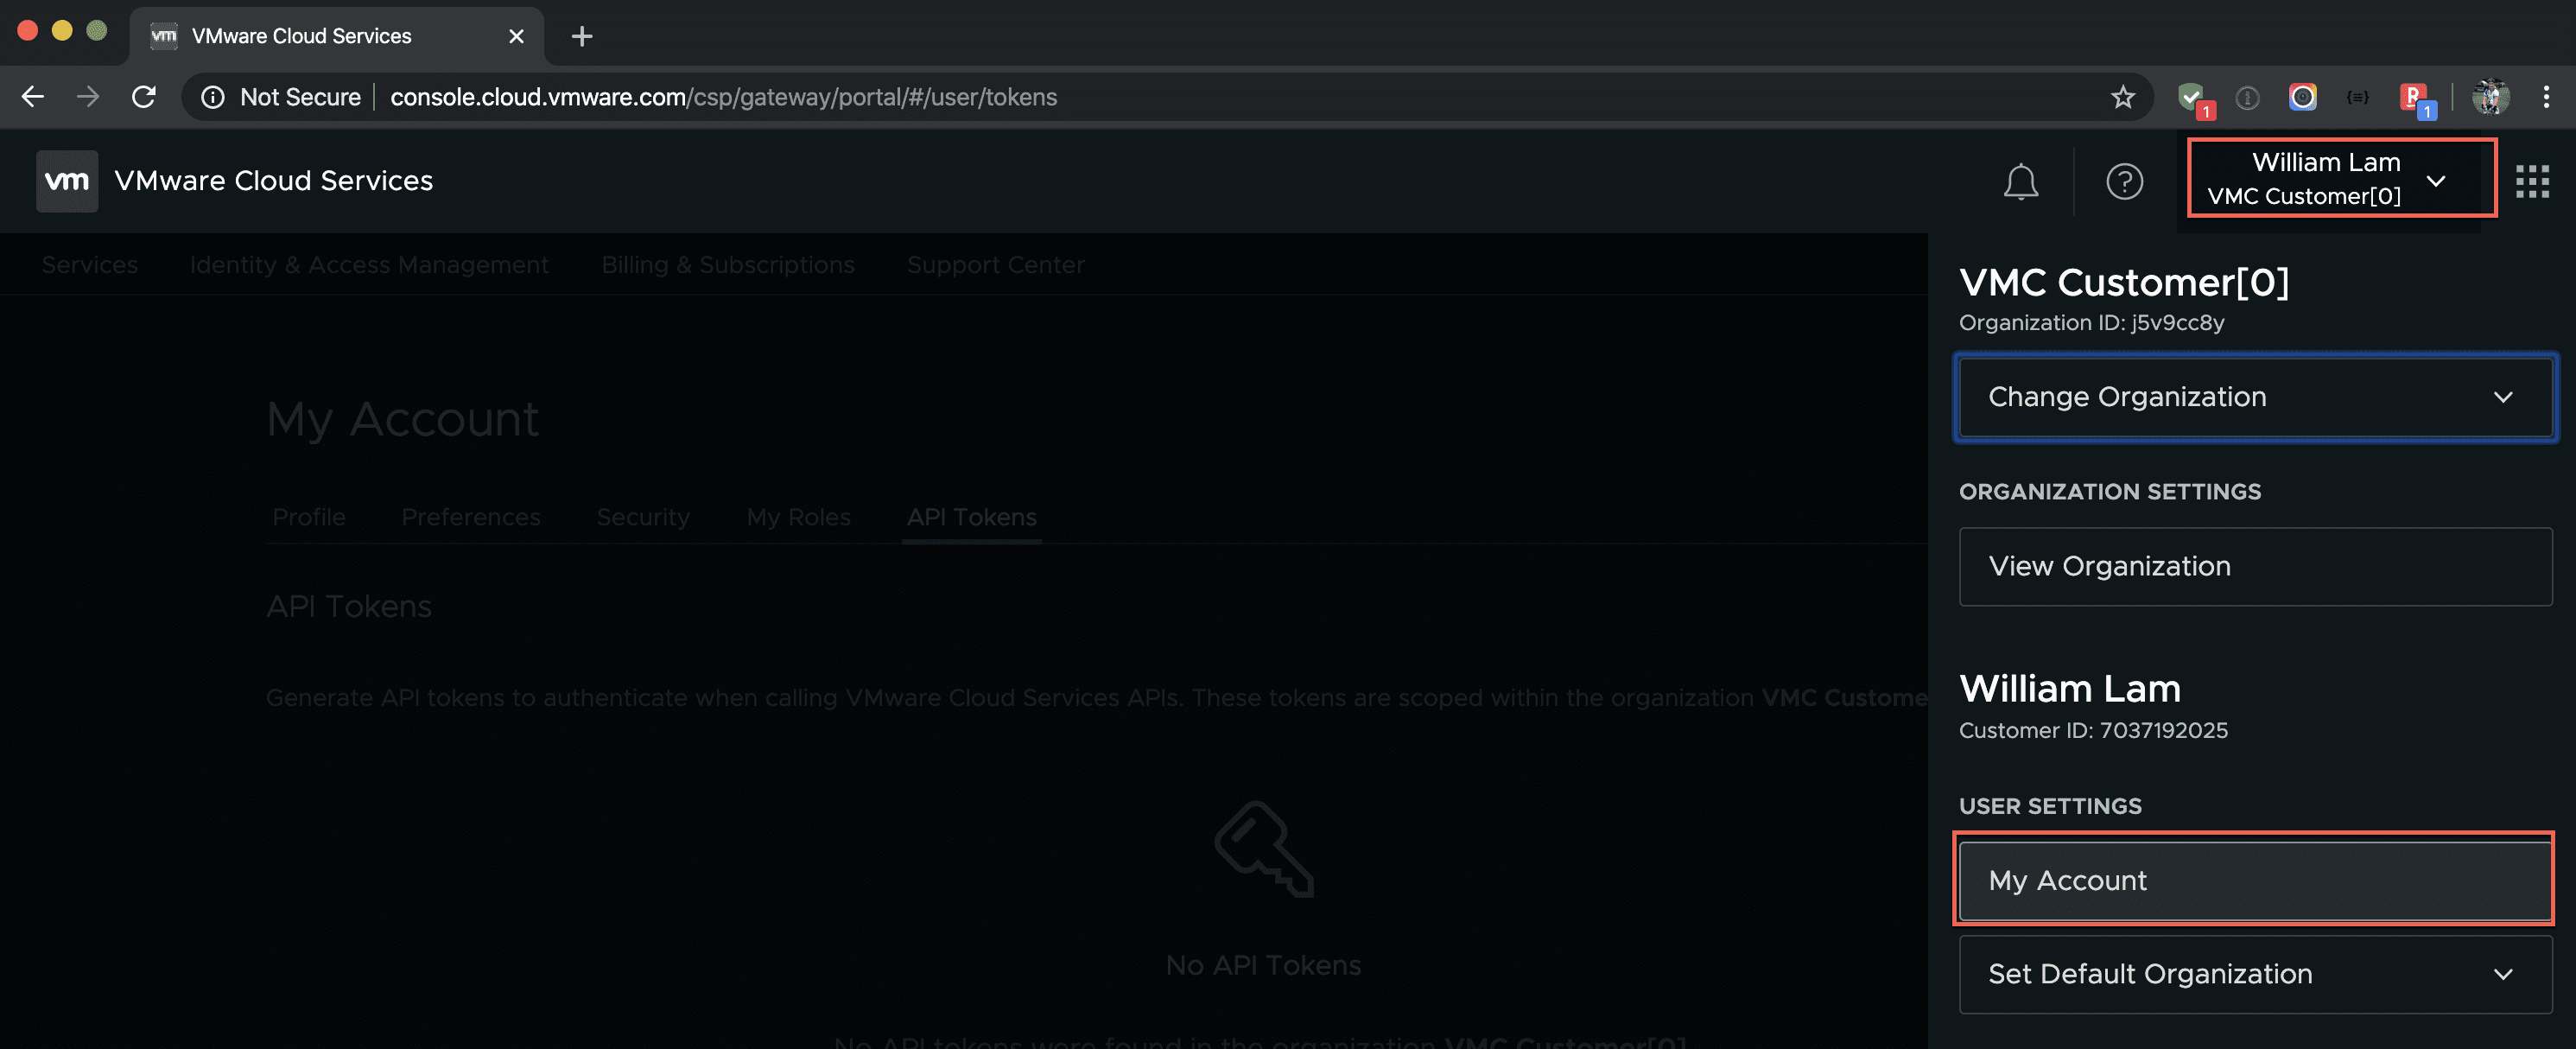 vm VMware Cloud Services
Not Secure console.cloud.vmware.com/csp/gateway/portal/#/user/tokens
1
{≡}
R 1
vm VMware Cloud Services
William Lam
VMC Customer[0]
Services Identity & Access Management Billing & Subscriptions Support Center
My Account
Profile Preferences Security My Roles API Tokens
API Tokens
Generate API tokens to authenticate when calling VMware Cloud Services APIs. These tokens are scoped within the organization VMC Custome
No API Tokens
No API tokens were found in the organization VMC Customer[0]
VMC Customer[0]
Organization ID: j5v9cc8y
Change Organization
ORGANIZATION SETTINGS
View Organization
William Lam
Customer ID: 7037192025
USER SETTINGS
My Account
Set Default Organization